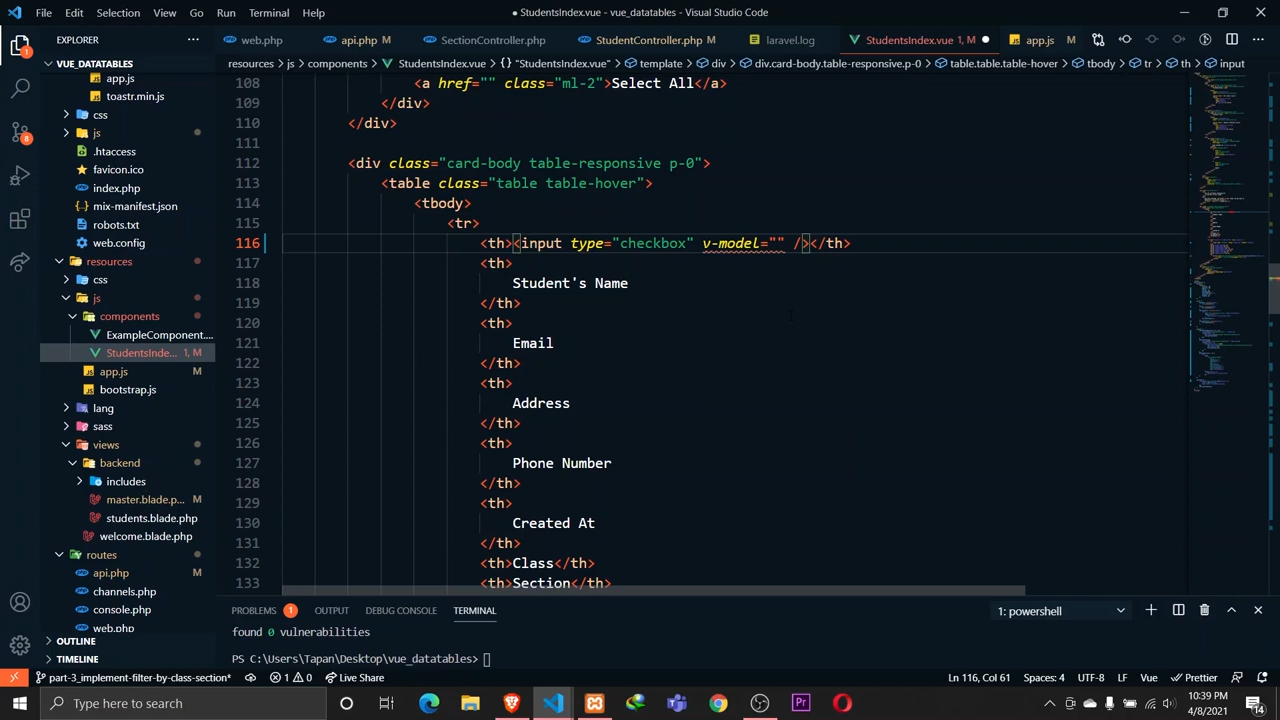 File Edit Selection View Go Run Terminal Help
● StudentsIndex.vue - vue_datatables - Visual Studio Code
EXPLORER ···
web.php
api.php M
SectionController.php
StudentController.php M
laravel.log
StudentsIndex.vue 1, M
app.js M
resources > js > components > StudentsIndex.vue > {} "StudentsIndex.vue" > template > div > div.card-body.table-responsive.p-0 > table.table.table-hover > tbody > tr > th > input
VUE_DATATABLES
app.js
toastr.min.js
css
js
.htaccess
favicon.ico
index.php
mix-manifest.json
robots.txt
web.config
resources
css
js
components
ExampleComponent....
StudentsInde... 1, M
app.js M
bootstrap.js
lang
sass
views
backend
includes
master.blade.p... M
students.blade.php
welcome.blade.php
routes
api.php M
channels.php
console.php
web.php
OUTLINE
TIMELINE
108 <a href="" class="ml-2">Select All</a>
109 </div>
110 </div>
111
112 <div class="card-body table-responsive p-0">
113 <table class="table table-hover">
114 <tbody>
115 <tr>
116 <th><input type="checkbox" v-model="" /></th>
117 <th>
118 Student's Name
119 </th>
120 <th>
121 Email
122 </th>
123 <th>
124 Address
125 </th>
126 <th>
127 Phone Number
128 </th>
129 <th>
130 Created At
131 </th>
132 <th>Class</th>
133 <th>Section</th>
PROBLEMS 1 OUTPUT DEBUG CONSOLE TERMINAL
1: powershell
found 0 vulnerabilities
PS C:\Users\Tapan\Desktop\vue_datatables>
part-3_implement-filter-by-class-section* 1 0 Live Share
Ln 116, Col 61 Spaces: 4 UTF-8 LF Vue Prettier
Type here to search
10:39 PM
4/8/2021
1
8
14